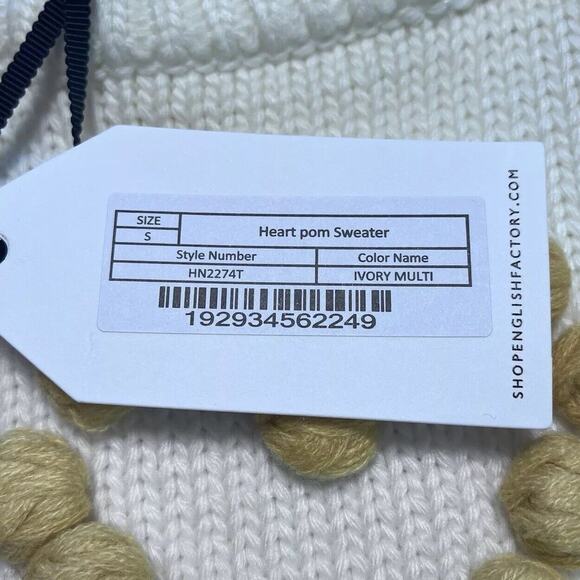 SIZE
S
Heart pom Sweater
Style Number
Color Name
HN2274T
IVORY MULTI
192934562249
SHOPENGLISHFACTORY.COM